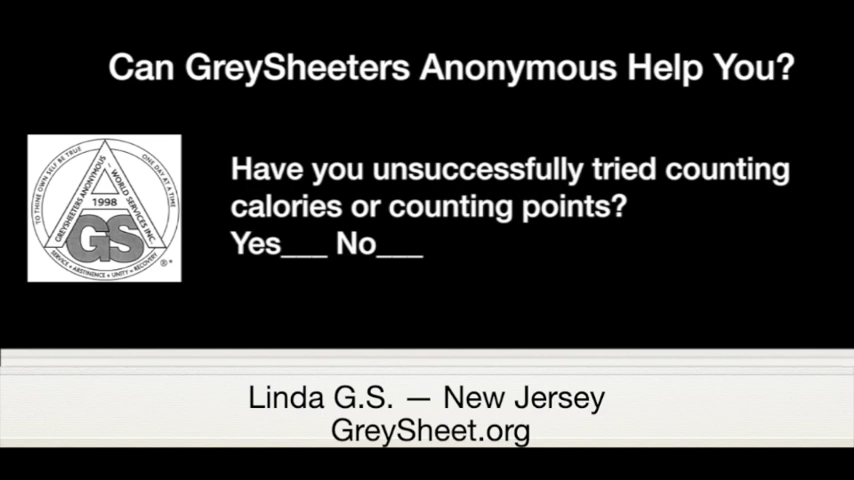 Can GreySheeters Anonymous Help You?
TO THINE OWN SELF BE TRUE
ONE DAY AT A TIME
GREYSHEETERS ANONYMOUS
WORLD SERVICES INC.
1998
GS
SERVICE • ABSTINENCE • UNITY • RECOVERY
®
Have you unsuccessfully tried counting
calories or counting points?
Yes___ No___
Linda G.S. — New Jersey
GreySheet.org